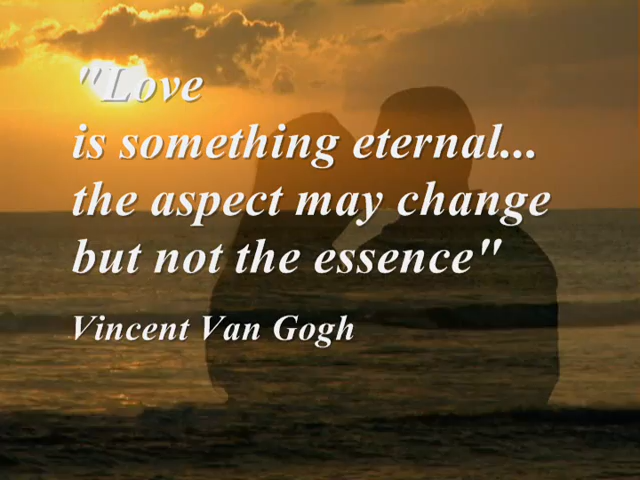 "Love
is something eternal...
the aspect may change
but not the essence"
Vincent Van Gogh